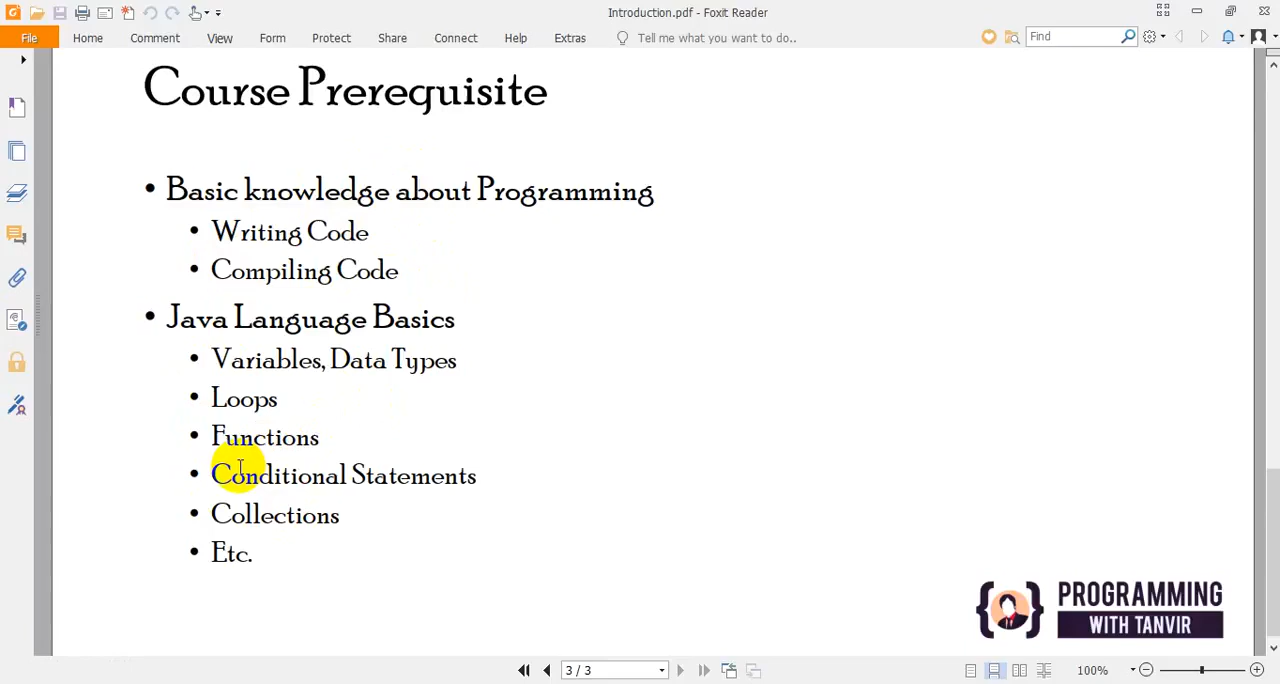 Introduction.pdf - Foxit Reader
File Home Comment View Form Protect Share Connect Help Extras Tell me what you want to do.. Find
Course Prerequisite
• Basic knowledge about Programming
• Writing Code
• Compiling Code
• Java Language Basics
• Variables, Data Types
• Loops
• Functions
• Conditional Statements
• Collections
• Etc.
PROGRAMMING
WITH TANVIR
3 / 3 100%